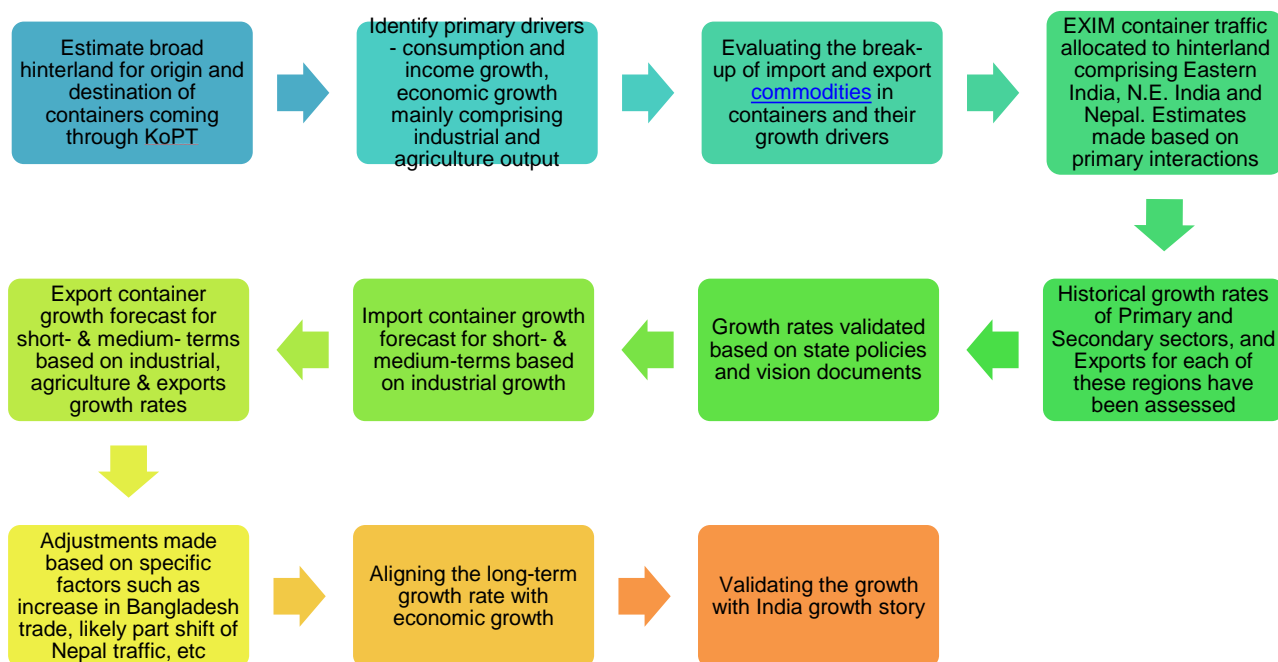 Estimate broad
hinterland for origin and
destination of
containers coming
through KoPT
Identify primary drivers
- consumption and
income growth,
economic growth
mainly comprising
industrial and
agriculture output
Evaluating the break-
up of import and export
commodities in
containers and their
growth drivers
EXIM container traffic
allocated to hinterland
comprising Eastern
India, N.E. India and
Nepal. Estimates
made based on
primary interactions
Historical growth rates
of Primary and
Secondary sectors, and
Exports for each of
these regions have
been assessed
Growth rates validated
based on state policies
and vision documents
Import container growth
forecast for short- &
medium-terms based
on industrial growth
Export container
growth forecast for
short- & medium- terms
based on industrial,
agriculture & exports
growth rates
Adjustments made
based on specific
factors such as
increase in Bangladesh
trade, likely part shift of
Nepal traffic, etc
Aligning the long-term
growth rate with
economic growth
Validating the growth
with India growth story